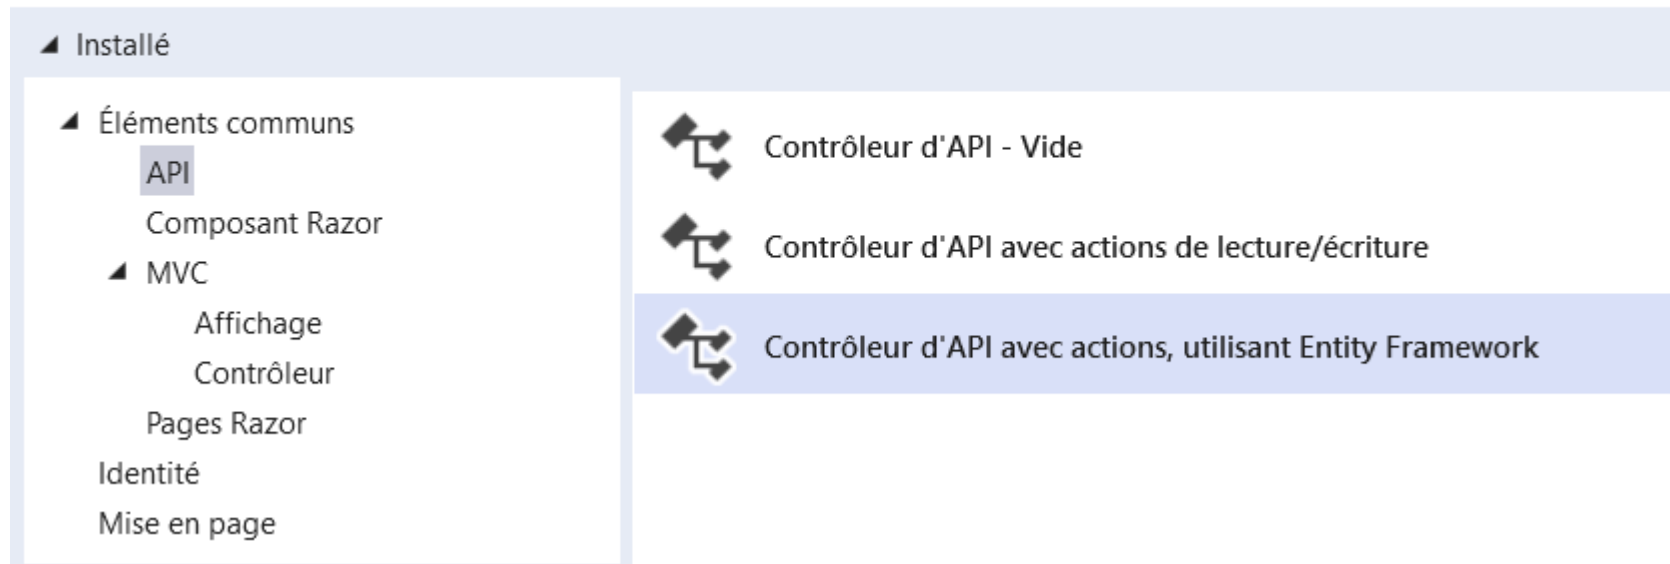 Installé
Éléments communs
API
Composant Razor
MVC
Affichage
Contrôleur
Pages Razor
Identité
Mise en page
Contrôleur d'API - Vide
Contrôleur d'API avec actions de lecture/écriture
Contrôleur d'API avec actions, utilisant Entity Framework